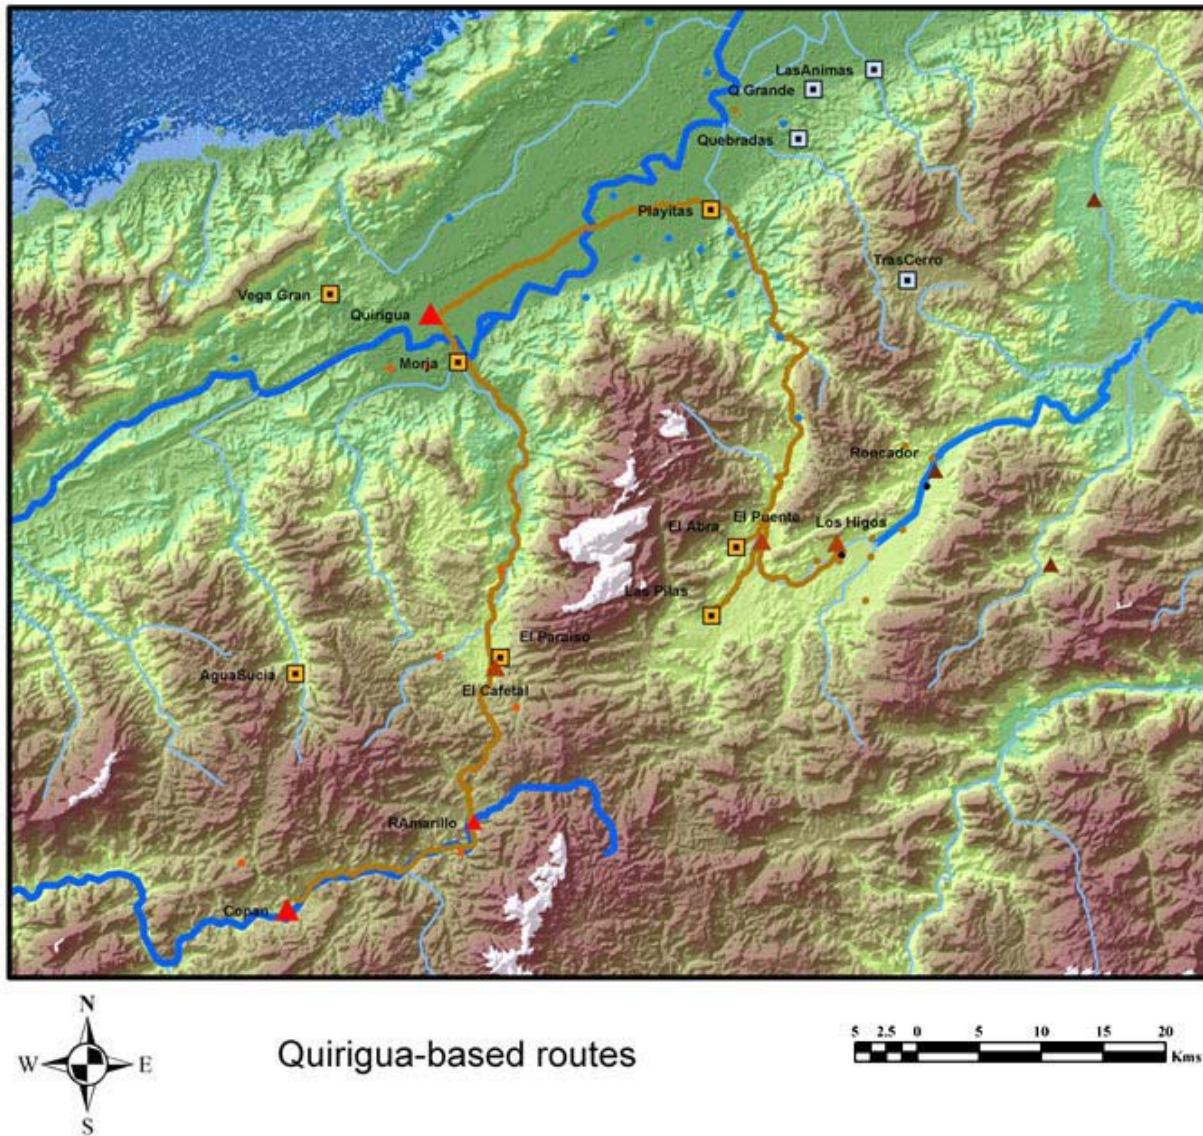 LasAnimas
Q Grande
Quebradas
Playitas
TrasCerro
Vega Gran
Quirigua
Morja
Roncador
El Puente
Los Higos
El Abra
Las Pilas
El Paraiso
AguaSucia
El Cafetal
RAmarillo
Copan
N
W
E
S
Quirigua-based routes
5 2.5 0 5 10 15 20
Kms